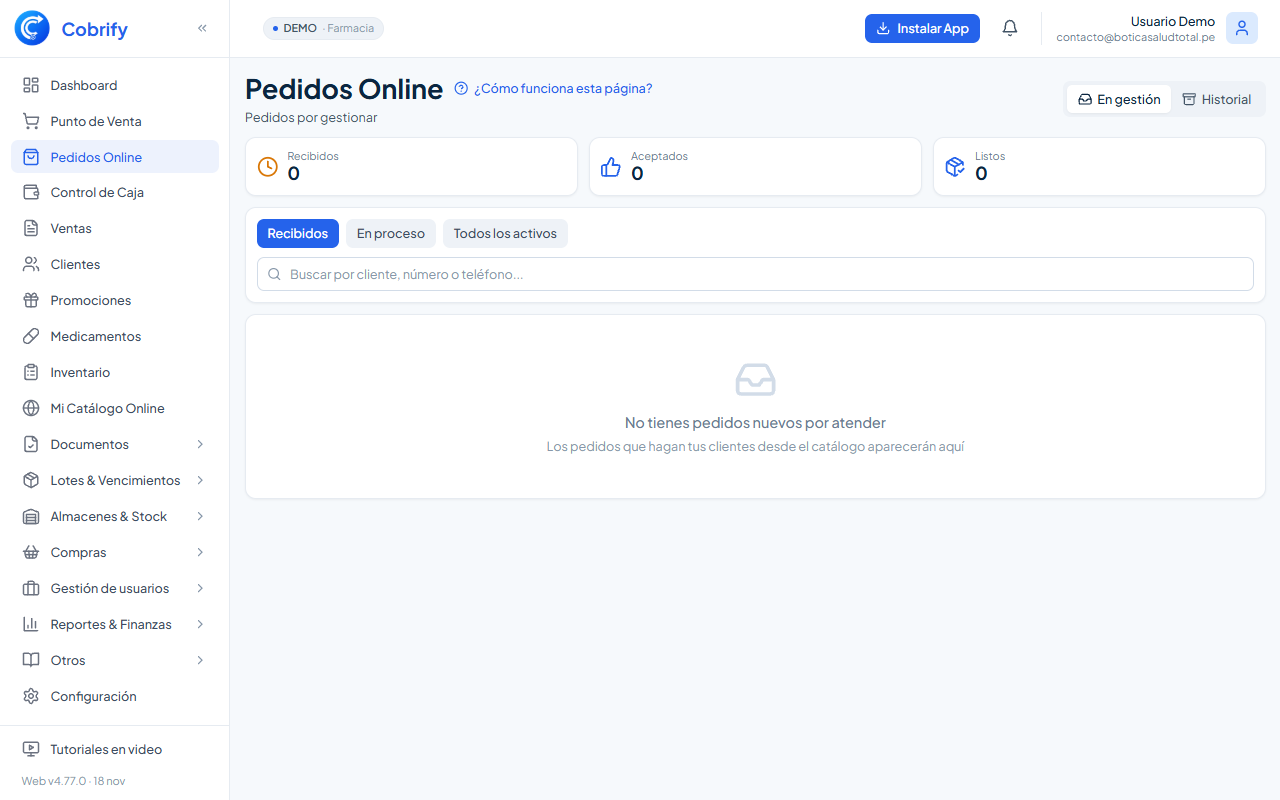 Cobrify
DEMO · Farmacia
Instalar App
Usuario Demo
contacto@boticasaludtotal.pe
Dashboard
Punto de Venta
Pedidos Online
Control de Caja
Ventas
Clientes
Promociones
Medicamentos
Inventario
Mi Catálogo Online
Documentos
Lotes & Vencimientos
Almacenes & Stock
Compras
Gestión de usuarios
Reportes & Finanzas
Otros
Configuración
Tutoriales en video
Web v4.77.0 · 18 nov
Pedidos Online
¿Cómo funciona esta página?
Pedidos por gestionar
En gestión
Historial
Recibidos
0
Aceptados
0
Listos
0
Recibidos
En proceso
Todos los activos
Buscar por cliente, número o teléfono...
No tienes pedidos nuevos por atender
Los pedidos que hagan tus clientes desde el catálogo aparecerán aquí